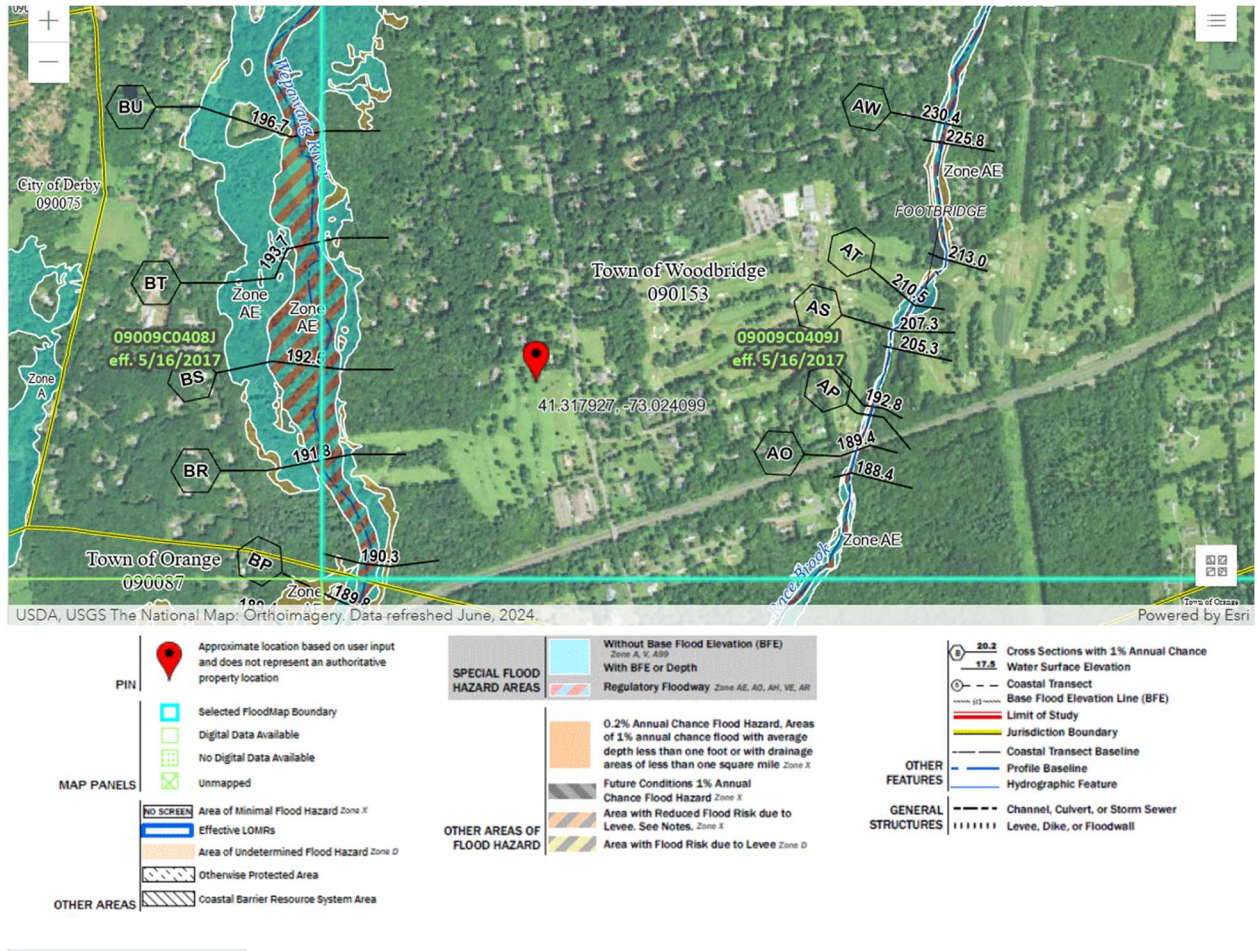 BU
196.7
Wepawaug River
AW
230.4
225.8
Zone AE
City of Derby
090075
FOOTBRIDGE
213.0
193.7
BT
Zone
AE
Zone
AE
Town of Woodbridge
090153
AT
210.5
AS
207.3
205.3
09009C0408J
eff. 5/16/2017
09009C0409J
eff. 5/16/2017
BS
Zone
A
41.317927, -73.024099
AP
192.8
BR
191.8
AO
189.4
188.4
Town of Orange
090087
BP
190.3
Zone
189.8
Zone AE
Brook
Town of Orange
USDA, USGS The National Map: Orthoimagery. Data refreshed June, 2024.
Powered by Esri
PIN
Approximate location based on user input
and does not represent an authoritative
property location
MAP PANELS
Selected FloodMap Boundary
Digital Data Available
No Digital Data Available
Unmapped
OTHER AREAS
NO SCREEN Area of Minimal Flood Hazard Zone X
Effective LOMRs
Area of Undetermined Flood Hazard Zone D
Otherwise Protected Area
Coastal Barrier Resource System Area
SPECIAL FLOOD
HAZARD AREAS
Without Base Flood Elevation (BFE)
Zone A, V, A99
With BFE or Depth
Regulatory Floodway Zone AE, AO, AH, VE, AR
OTHER AREAS OF
FLOOD HAZARD
0.2% Annual Chance Flood Hazard, Areas
of 1% annual chance flood with average
depth less than one foot or with drainage
areas of less than one square mile Zone X
Future Conditions 1% Annual
Chance Flood Hazard Zone X
Area with Reduced Flood Risk due to
Levee. See Notes. Zone X
Area with Flood Risk due to Levee Zone D
OTHER
FEATURES
B 20.2 Cross Sections with 1% Annual Chance
17.5 Water Surface Elevation
8 Coastal Transect
513 Base Flood Elevation Line (BFE)
Limit of Study
Jurisdiction Boundary
Coastal Transect Baseline
Profile Baseline
Hydrographic Feature
GENERAL
STRUCTURES
Channel, Culvert, or Storm Sewer
Levee, Dike, or Floodwall